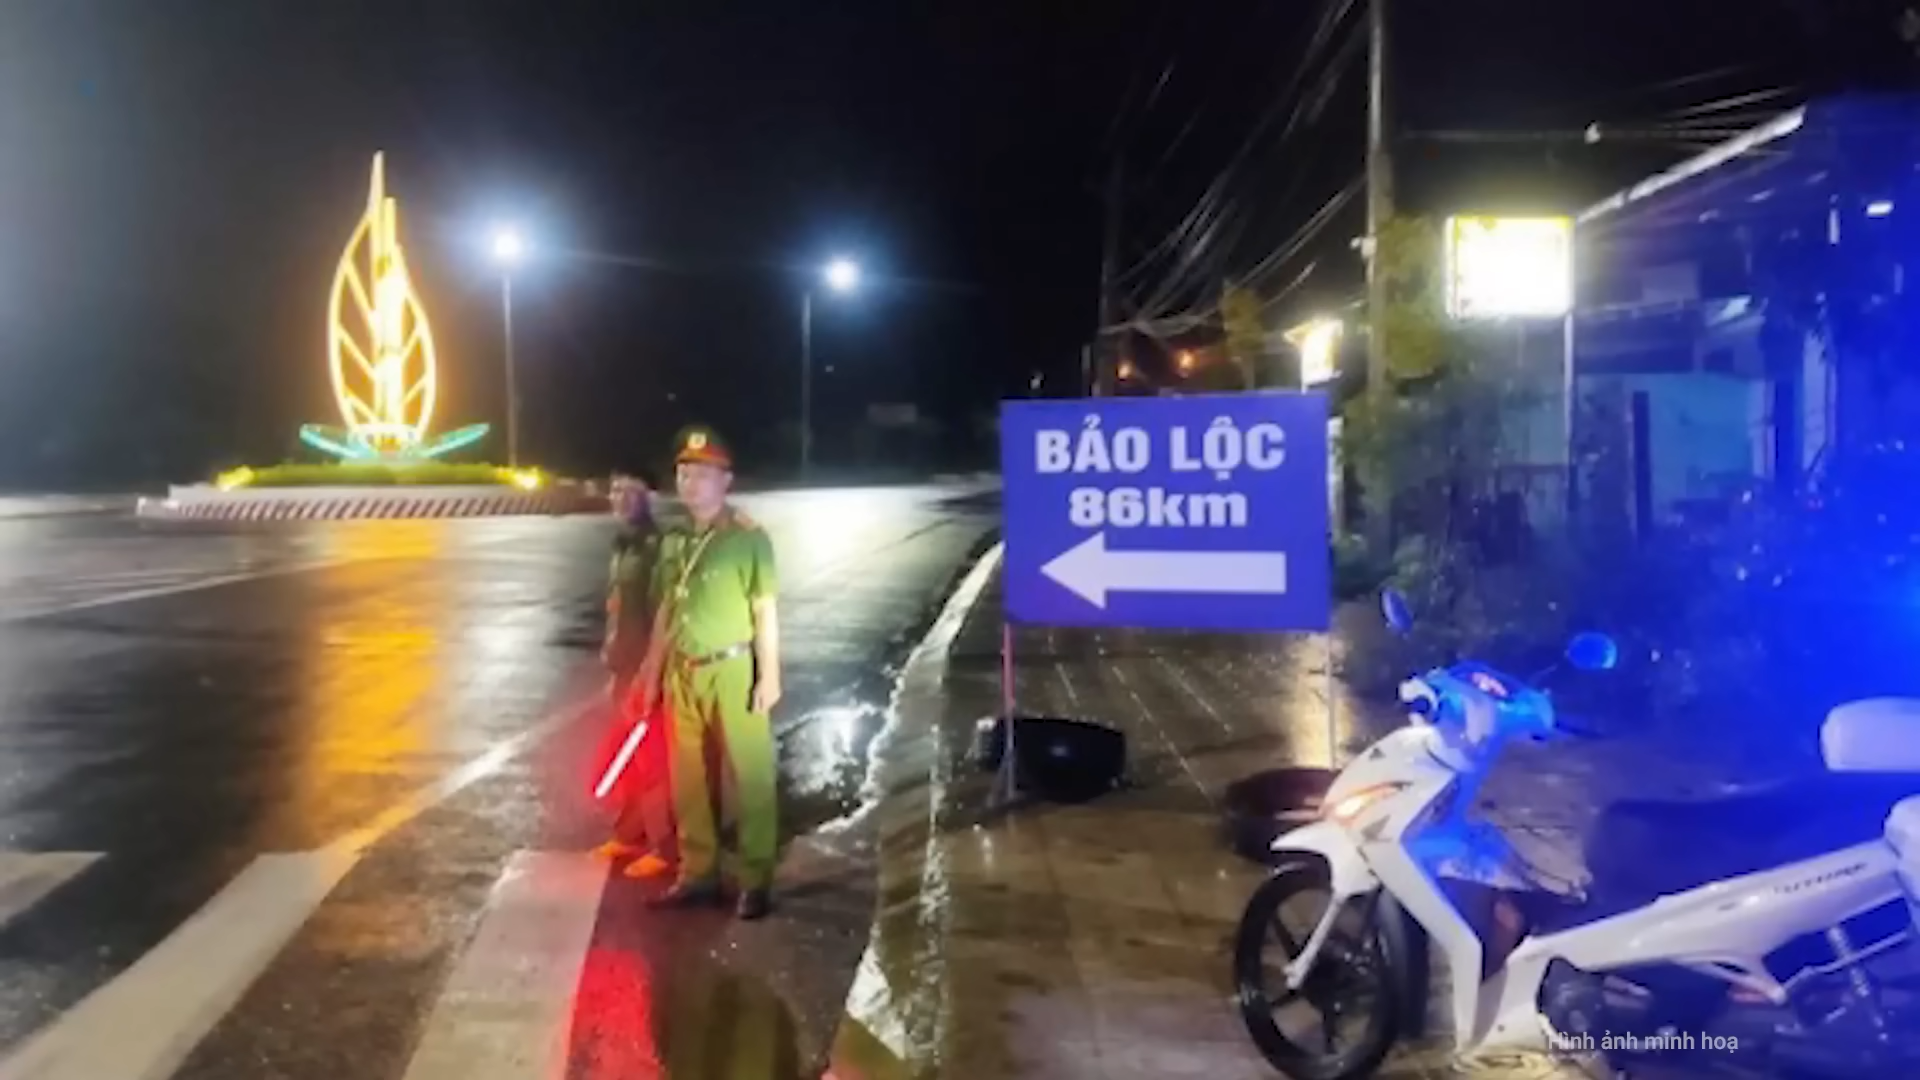 BẢO LỘC
86km
Hình ảnh minh hoạ